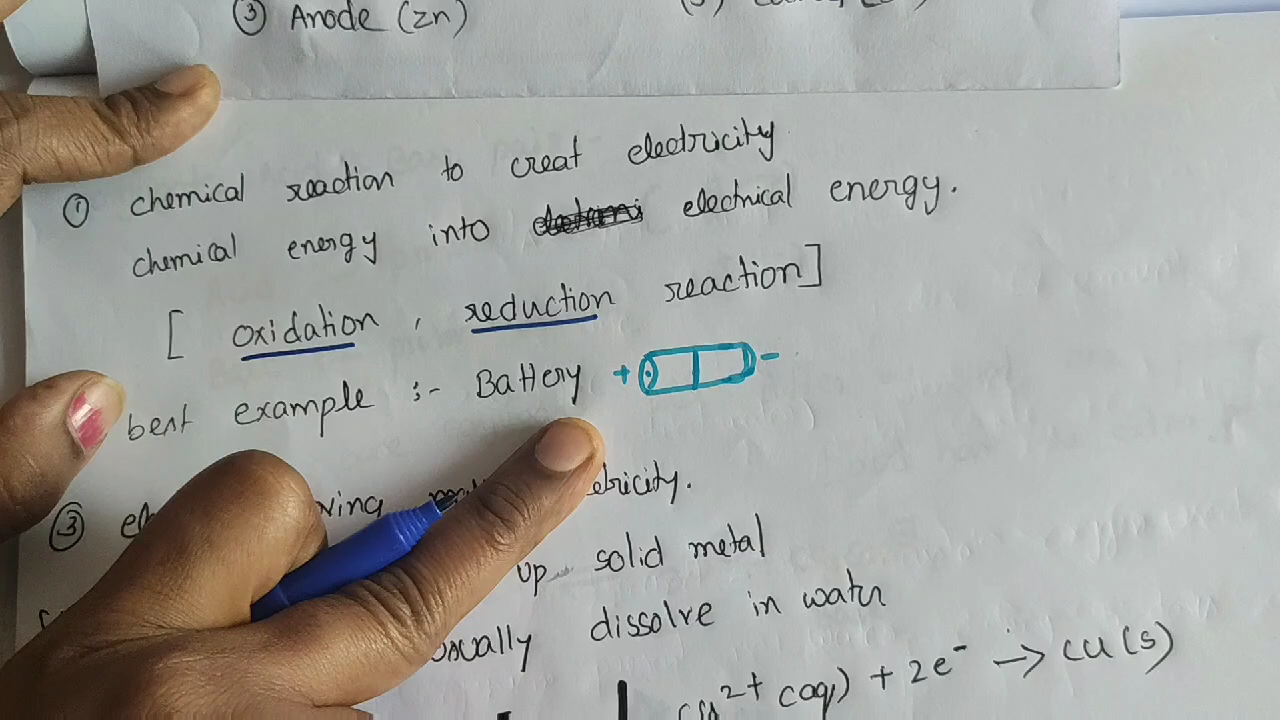 ③ Anode (zn)
① chemical reaction to creat electricity
chemical energy into electrical energy.
[ oxidation, reduction reaction]
best example :- Battery + -
③
up solid metal
dissolve in water
2+ (aq) + 2e⁻ → cu(s)